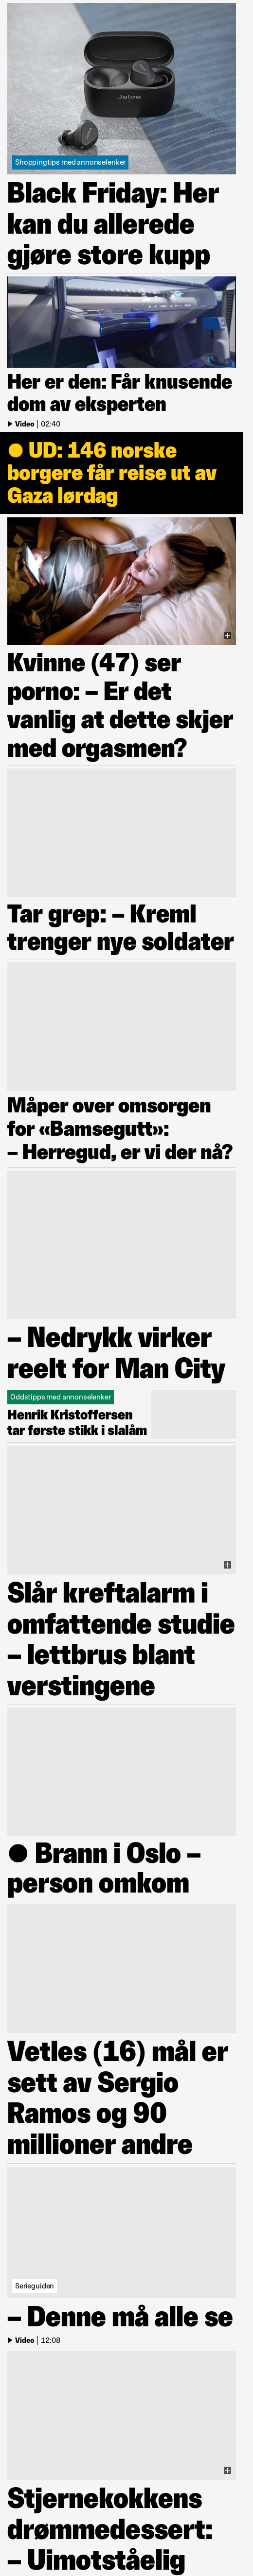 Jabra
Shoppingtips med annonselenker
Black Friday: Her
kan du allerede
gjøre store kupp
Her er den: Får knusende
dom av eksperten
Video | 02:40
● UD: 146 norske
borgere får reise ut av
Gaza lørdag
Kvinne (47) ser
porno: – Er det
vanlig at dette skjer
med orgasmen?
Tar grep: – Kreml
trenger nye soldater
Måper over omsorgen
for «Bamsegutt»:
– Herregud, er vi der nå?
– Nedrykk virker
reelt for Man City
Oddstipps med annonselenker
Henrik Kristoffersen
tar første stikk i slalåm
Slår kreftalarm i
omfattende studie
– lettbrus blant
verstingene
● Brann i Oslo –
person omkom
Vetles (16) mål er
sett av Sergio
Ramos og 90
millioner andre
Serieguiden
– Denne må alle se
Video | 12:08
Stjernekokkens
drømmedessert:
– Uimotståelig